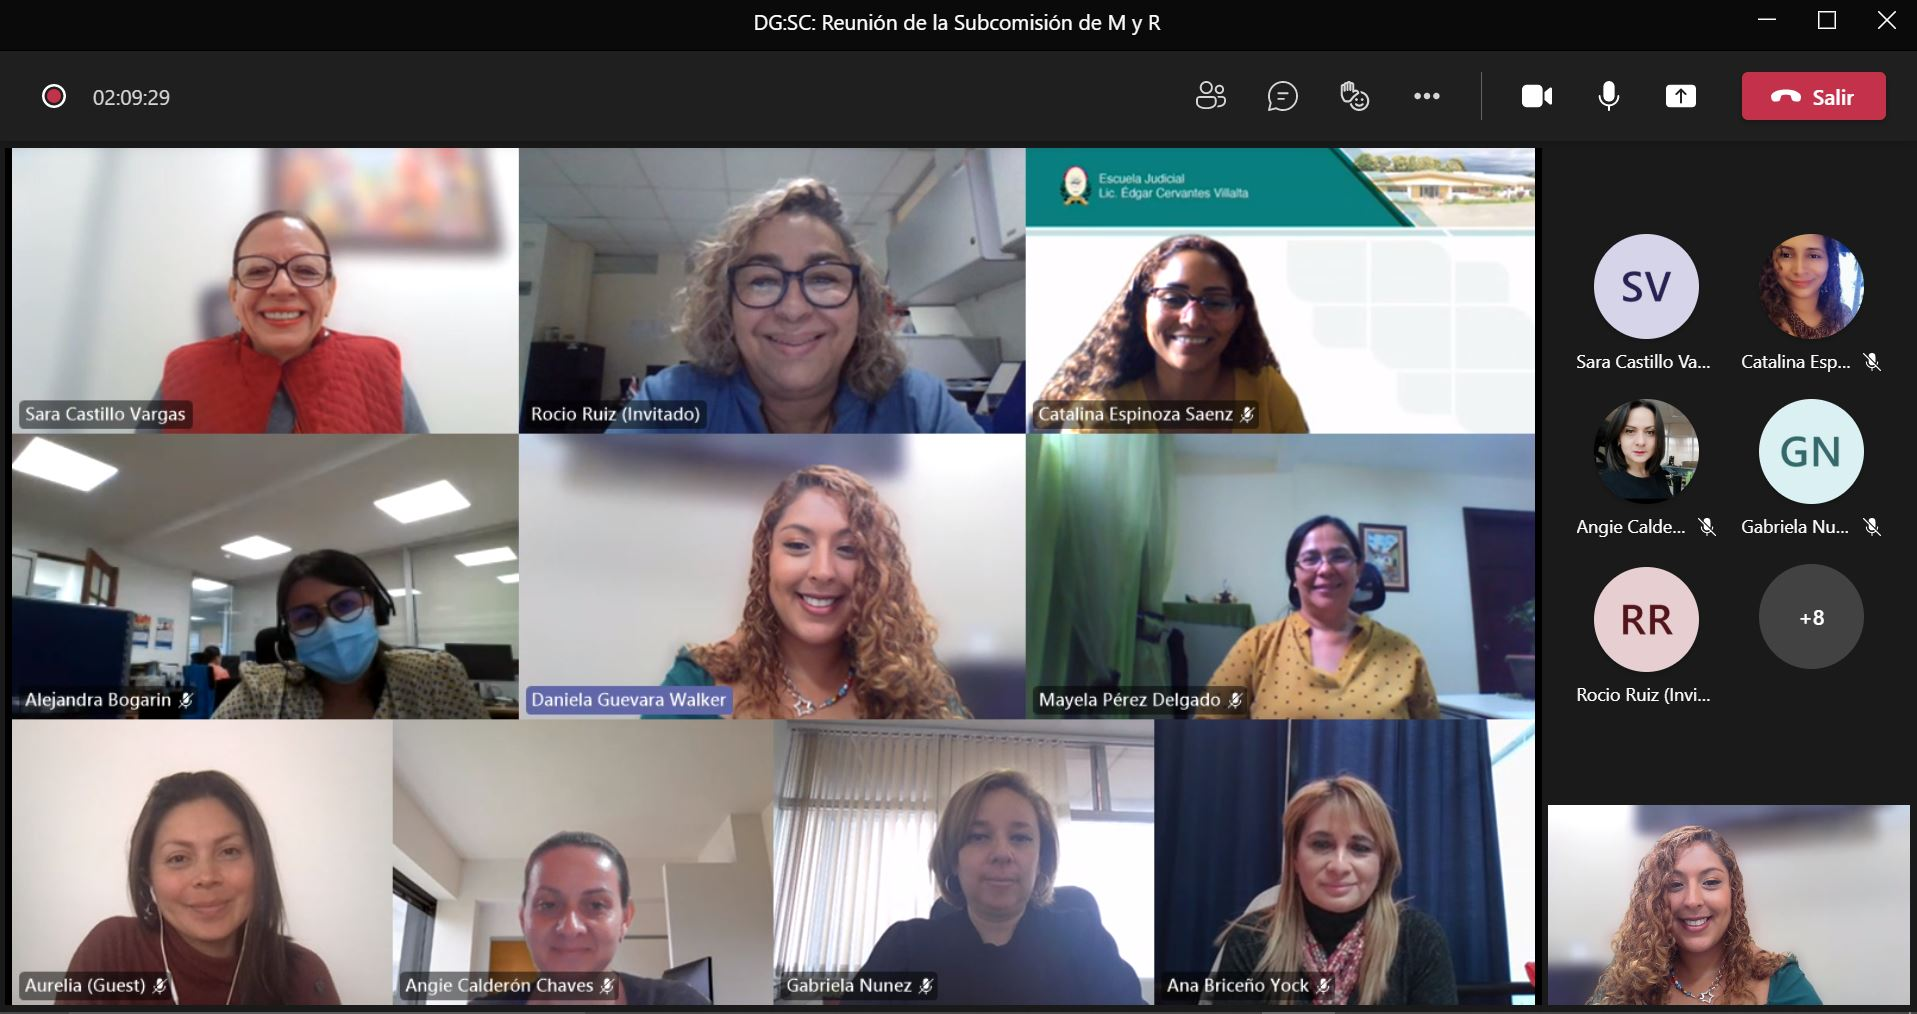 DG:SC: Reunión de la Subcomisión de M y R
02:09:29
Salir
Escuela Judicial
Lic. Édgar Cervantes Villalta
Sara Castillo Vargas
Rocio Ruiz (Invitado)
Catalina Espinoza Saenz
Alejandra Bogarin
Daniela Guevara Walker
Mayela Pérez Delgado
Aurelia (Guest)
Angie Calderón Chaves
Gabriela Nunez
Ana Briceño Yock
SV
Sara Castillo Va...
Catalina Esp...
Angie Calde...
GN
Gabriela Nu...
RR
Rocio Ruiz (Invi...
+8